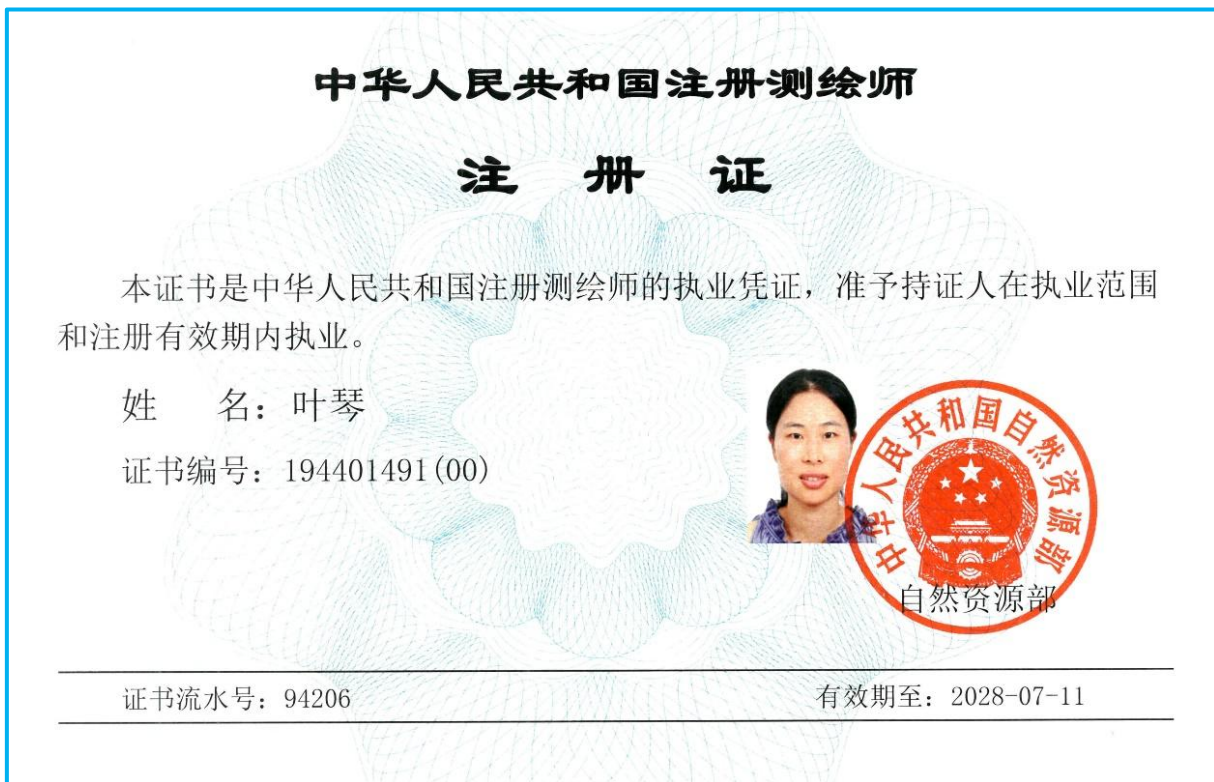 中华人民共和国注册测绘师
注 册 证
本证书是中华人民共和国注册测绘师的执业凭证，准予持证人在执业范围
和注册有效期内执业。
姓 名：叶琴
证书编号：194401491(00)
中华人民共和国自然资源部
自然资源部
证书流水号：94206
有效期至：2028-07-11